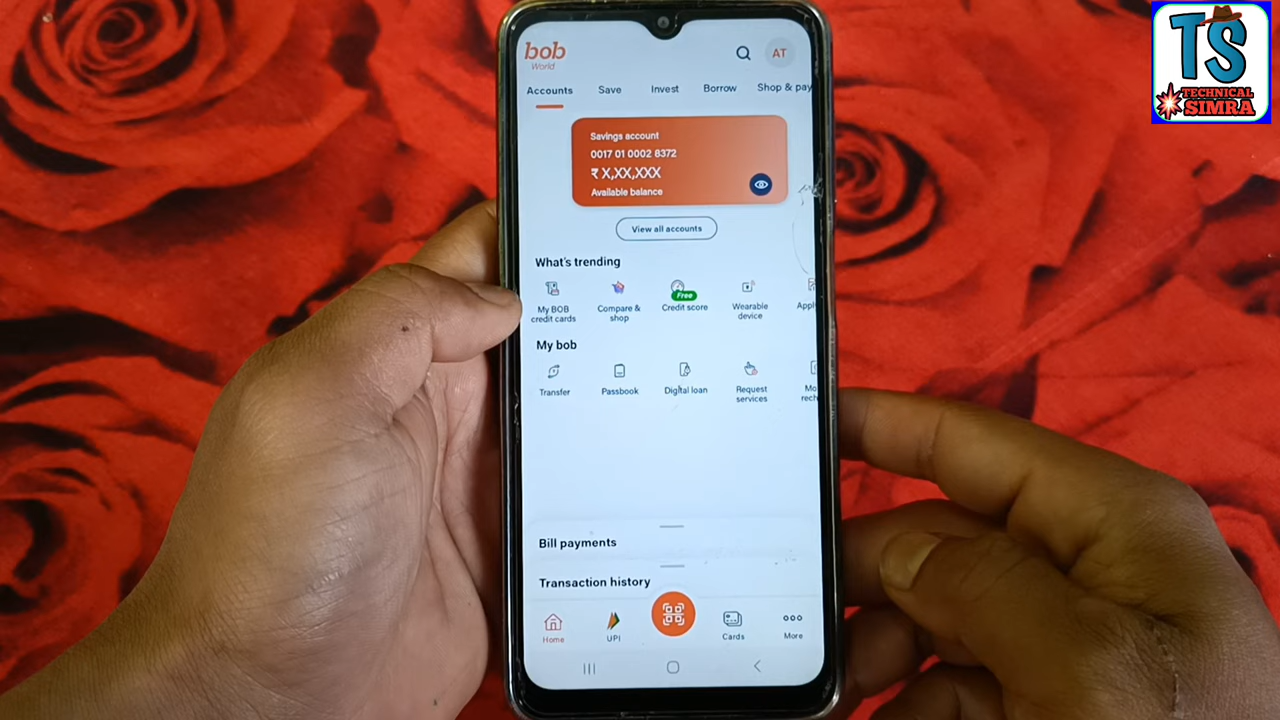 bob
World
AT
Accounts
Save
Invest
Borrow
Shop & pay
Savings account
0017 01 0002 8372
₹ X,XX,XXX
Available balance
View all accounts
What's trending
My BOB
credit cards
Compare &
shop
Free
Credit score
Wearable
device
Appl
My bob
Transfer
Passbook
Digital loan
Request
services
Mo
rech
Bill payments
Transaction history
Home
UPI
Cards
More
TS
TECHNICAL
SIMRA